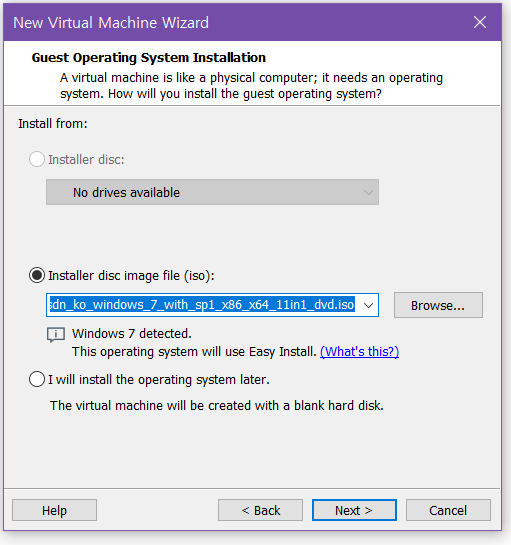 New Virtual Machine Wizard
Guest Operating System Installation
A virtual machine is like a physical computer; it needs an operating
system. How will you install the guest operating system?
Install from:
Installer disc:
No drives available
Installer disc image file (iso):
sdn_ko_windows_7_with_sp1_x86_x64_11in1_dvd.iso
Browse...
Windows 7 detected.
This operating system will use Easy Install. (What's this?)
I will install the operating system later.
The virtual machine will be created with a blank hard disk.
Help
< Back
Next >
Cancel